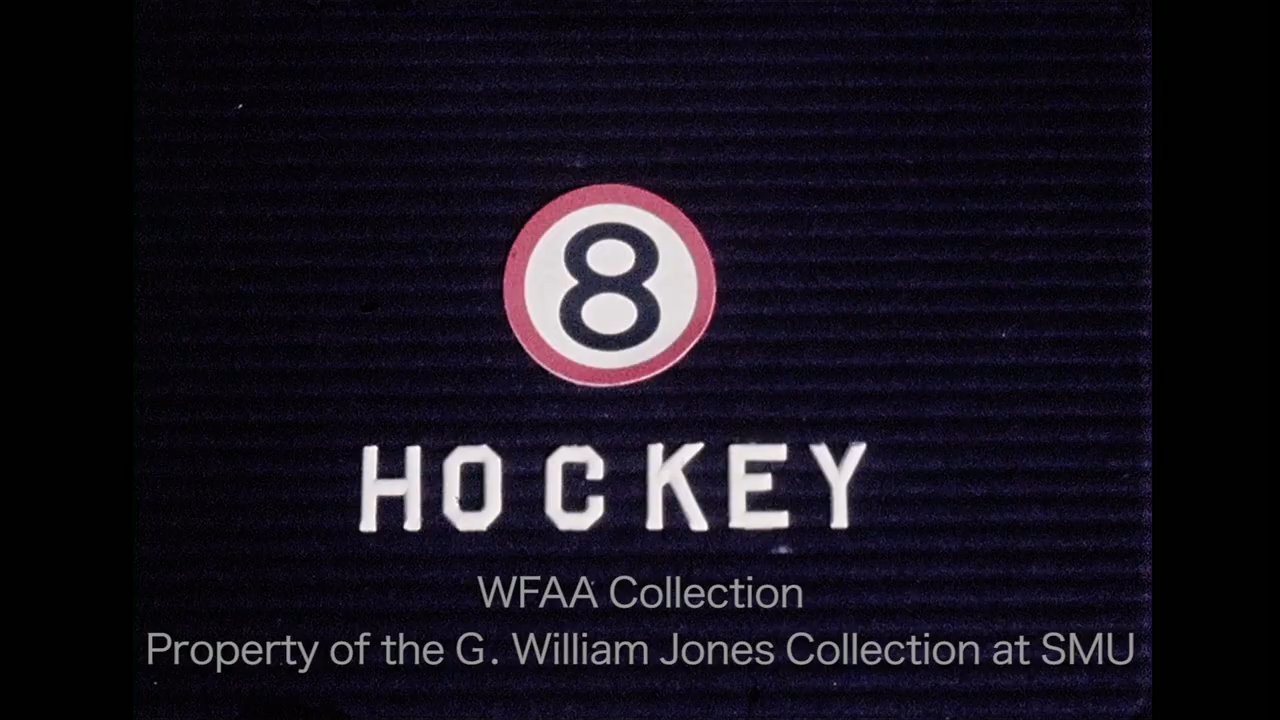 8
HOCKEY
WFAA Collection
Property of the G. William Jones Collection at SMU